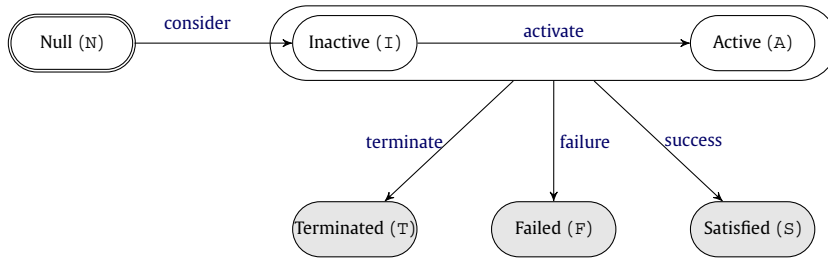 consider
activate
Null (N)
Inactive (I)
Active (A)
terminate
failure
success
Terminated (T)
Failed (F)
Satisfied (S)